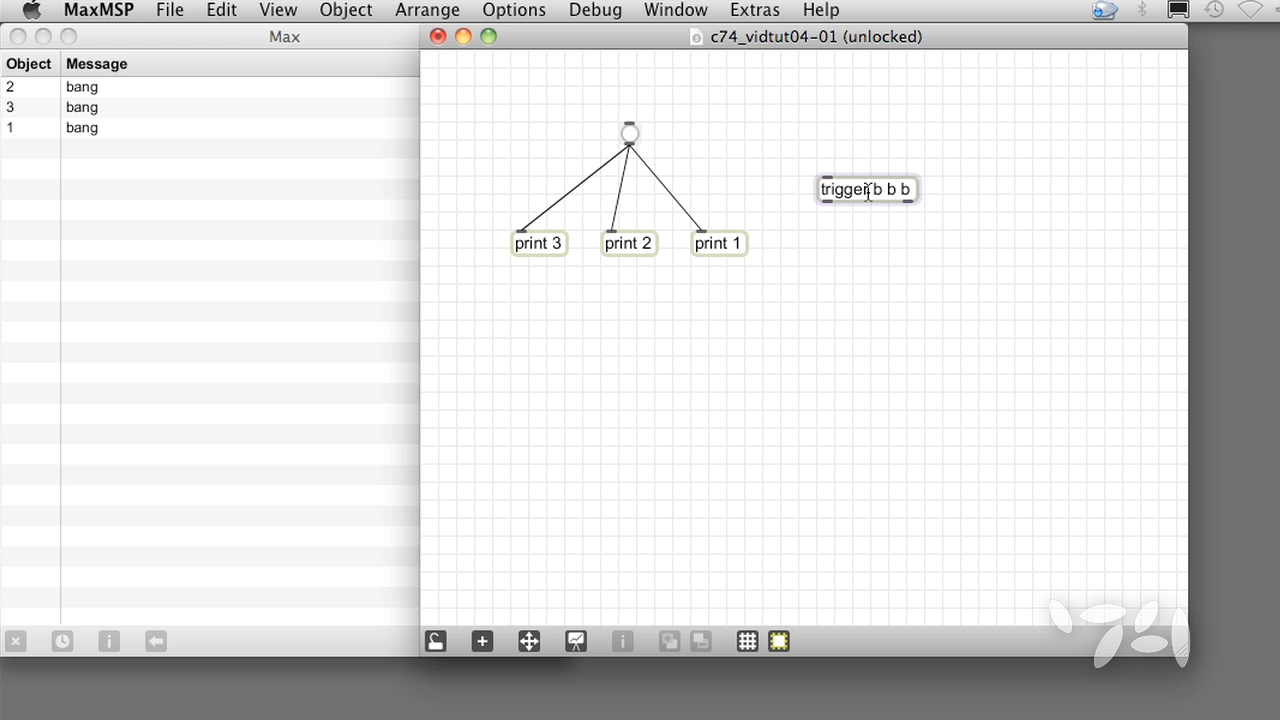 MaxMSP File Edit View Object Arrange Options Debug Window Extras Help
Max
c74_vidtut04-01 (unlocked)
Object Message
2 bang
3 bang
1 bang
trigger b b b
print 3 print 2 print 1